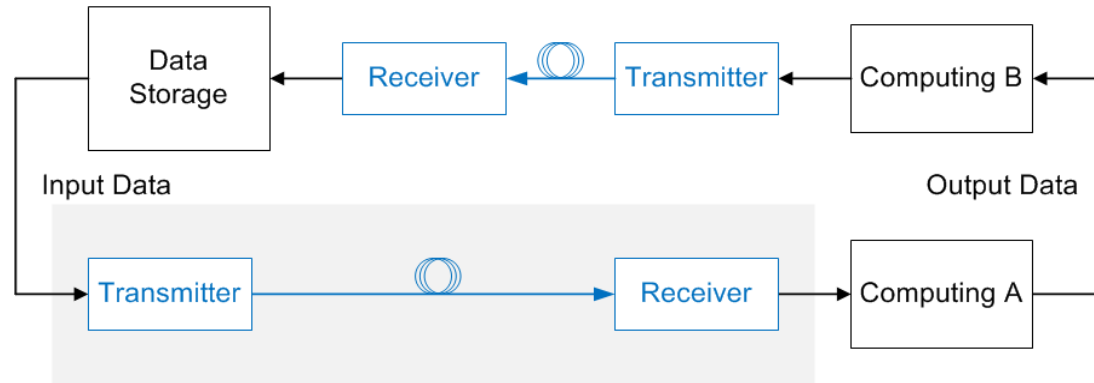 Data
Storage
Receiver
Transmitter
Computing B
Input Data
Output Data
Transmitter
Receiver
Computing A